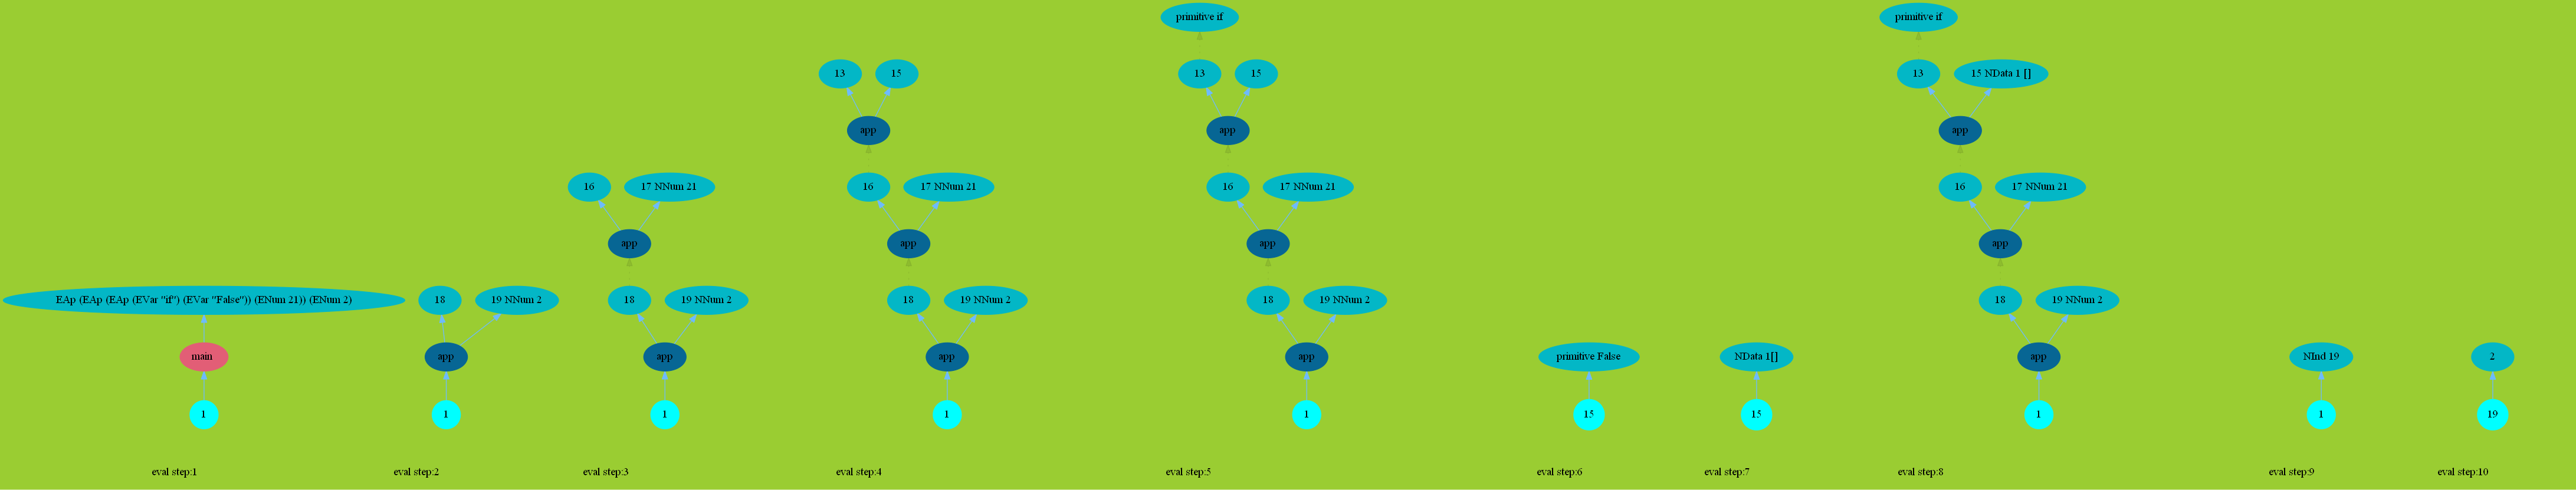 primitive if
primitive if
13
15
13
15
13
15 NData 1 []
app
app
app
16
17 NNum 21
16
17 NNum 21
16
17 NNum 21
16
17 NNum 21
app
app
app
app
EAp (EAp (EAp (EVar "if") (EVar "False")) (ENum 21)) (ENum 2)
18
19 NNum 2
18
19 NNum 2
18
19 NNum 2
18
19 NNum 2
18
19 NNum 2
main
app
app
app
app
primitive False
NData 1[]
app
NInd 19
2
1
1
1
1
1
15
15
1
1
19
eval step:1
eval step:2
eval step:3
eval step:4
eval step:5
eval step:6
eval step:7
eval step:8
eval step:9
eval step:10